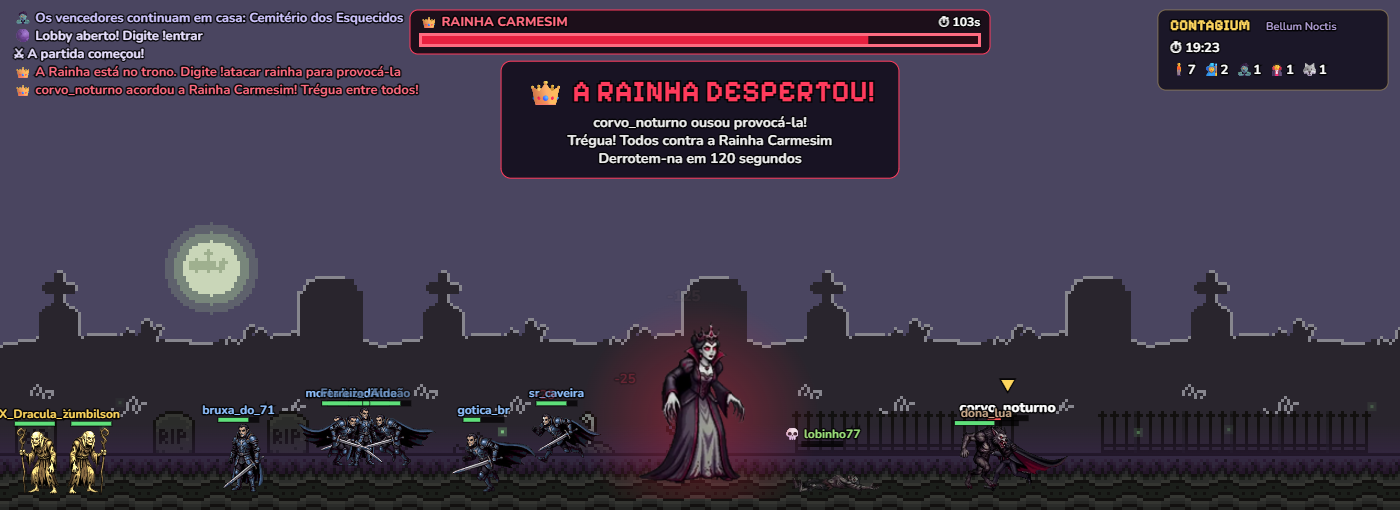 Os vencedores continuam em casa: Cemitério dos Esquecidos
Lobby aberto! Digite !entrar
A partida começou!
A Rainha está no trono. Digite !atacar rainha para provocá-la
corvo_noturno acordou a Rainha Carmesim! Trégua entre todos!
RAINHA CARMESIM
103s
CONTAGIUM
Bellum Noctis
19:23
7 2 1 1 1
A RAINHA DESPERTOU!
corvo_noturno ousou provocá-la!
Trégua! Todos contra a Rainha Carmesim
Derrotem-na em 120 segundos
-25
sr_caveira
bruxa_do_71
gotica_br
corvo_noturno
dona_lua
lobinho77
RIP
RIP